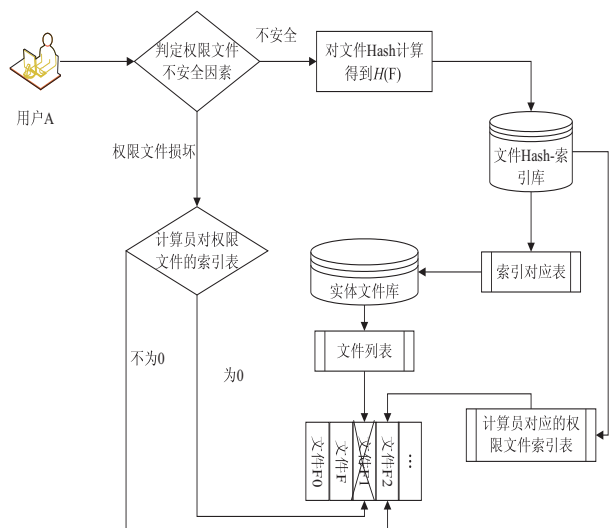 用户A
判定权限文件
不安全因素
不安全
对文件Hash计算
得到H(F)
文件Hash-索
引库
权限文件损坏
计算员对权限
文件的索引表
索引对应表
实体文件库
文件列表
不为0
为0
计算员对应的权
限文件索引表
文件F0
文件F
文件F1
文件F2
…